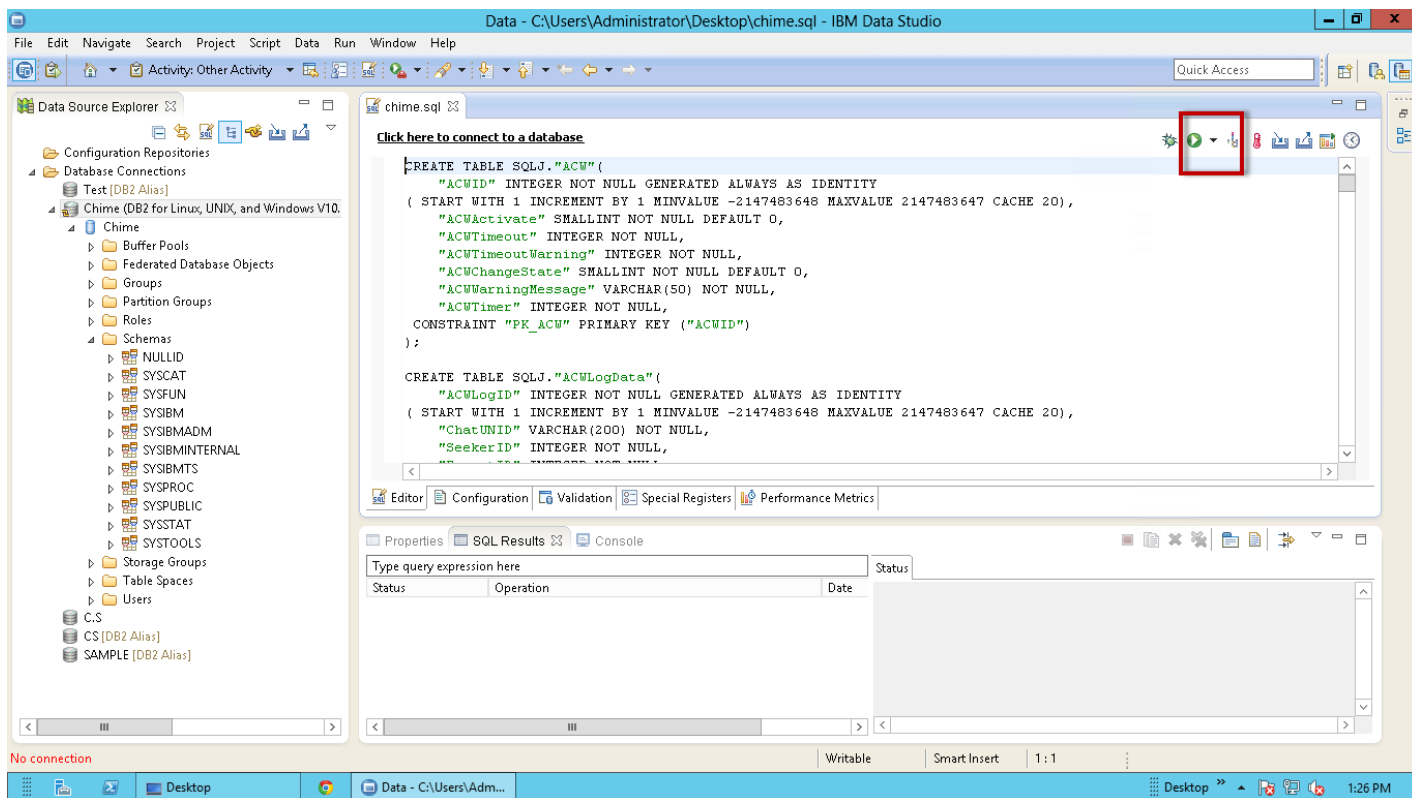 Data - C:\Users\Administrator\Desktop\chime.sql - IBM Data Studio
File Edit Navigate Search Project Script Data Run Window Help
Activity: Other Activity
Quick Access
Data Source Explorer
Configuration Repositories
Database Connections
Test [DB2 Alias]
Chime (DB2 for Linux, UNIX, and Windows V10.
Chime
Buffer Pools
Federated Database Objects
Groups
Partition Groups
Roles
Schemas
NULLID
SYSCAT
SYSFUN
SYSIBM
SYSIBMADM
SYSIBMINTERNAL
SYSIBMTS
SYSPROC
SYSPUBLIC
SYSSTAT
SYSTOOLS
Storage Groups
Table Spaces
Users
C.S
CS [DB2 Alias]
SAMPLE [DB2 Alias]
chime.sql
Click here to connect to a database
CREATE TABLE SQLJ."ACW"(
"ACWID" INTEGER NOT NULL GENERATED ALWAYS AS IDENTITY
( START WITH 1 INCREMENT BY 1 MINVALUE -2147483648 MAXVALUE 2147483647 CACHE 20),
"ACWActivate" SMALLINT NOT NULL DEFAULT 0,
"ACWTimeout" INTEGER NOT NULL,
"ACWTimeoutWarning" INTEGER NOT NULL,
"ACWChangeState" SMALLINT NOT NULL DEFAULT 0,
"ACWWarningMessage" VARCHAR(50) NOT NULL,
"ACWTimer" INTEGER NOT NULL,
CONSTRAINT "PK_ACW" PRIMARY KEY ("ACWID")
);
CREATE TABLE SQLJ."ACWLogData"(
"ACWLogID" INTEGER NOT NULL GENERATED ALWAYS AS IDENTITY
( START WITH 1 INCREMENT BY 1 MINVALUE -2147483648 MAXVALUE 2147483647 CACHE 20),
"ChatUNID" VARCHAR(200) NOT NULL,
"SeekerID" INTEGER NOT NULL,
Editor Configuration Validation Special Registers Performance Metrics
Properties SQL Results Console
Type query expression here
Status Operation Date
Status
No connection
Writable Smart Insert 1 : 1
Desktop Data - C:\Users\Adm... Desktop 1:26 PM